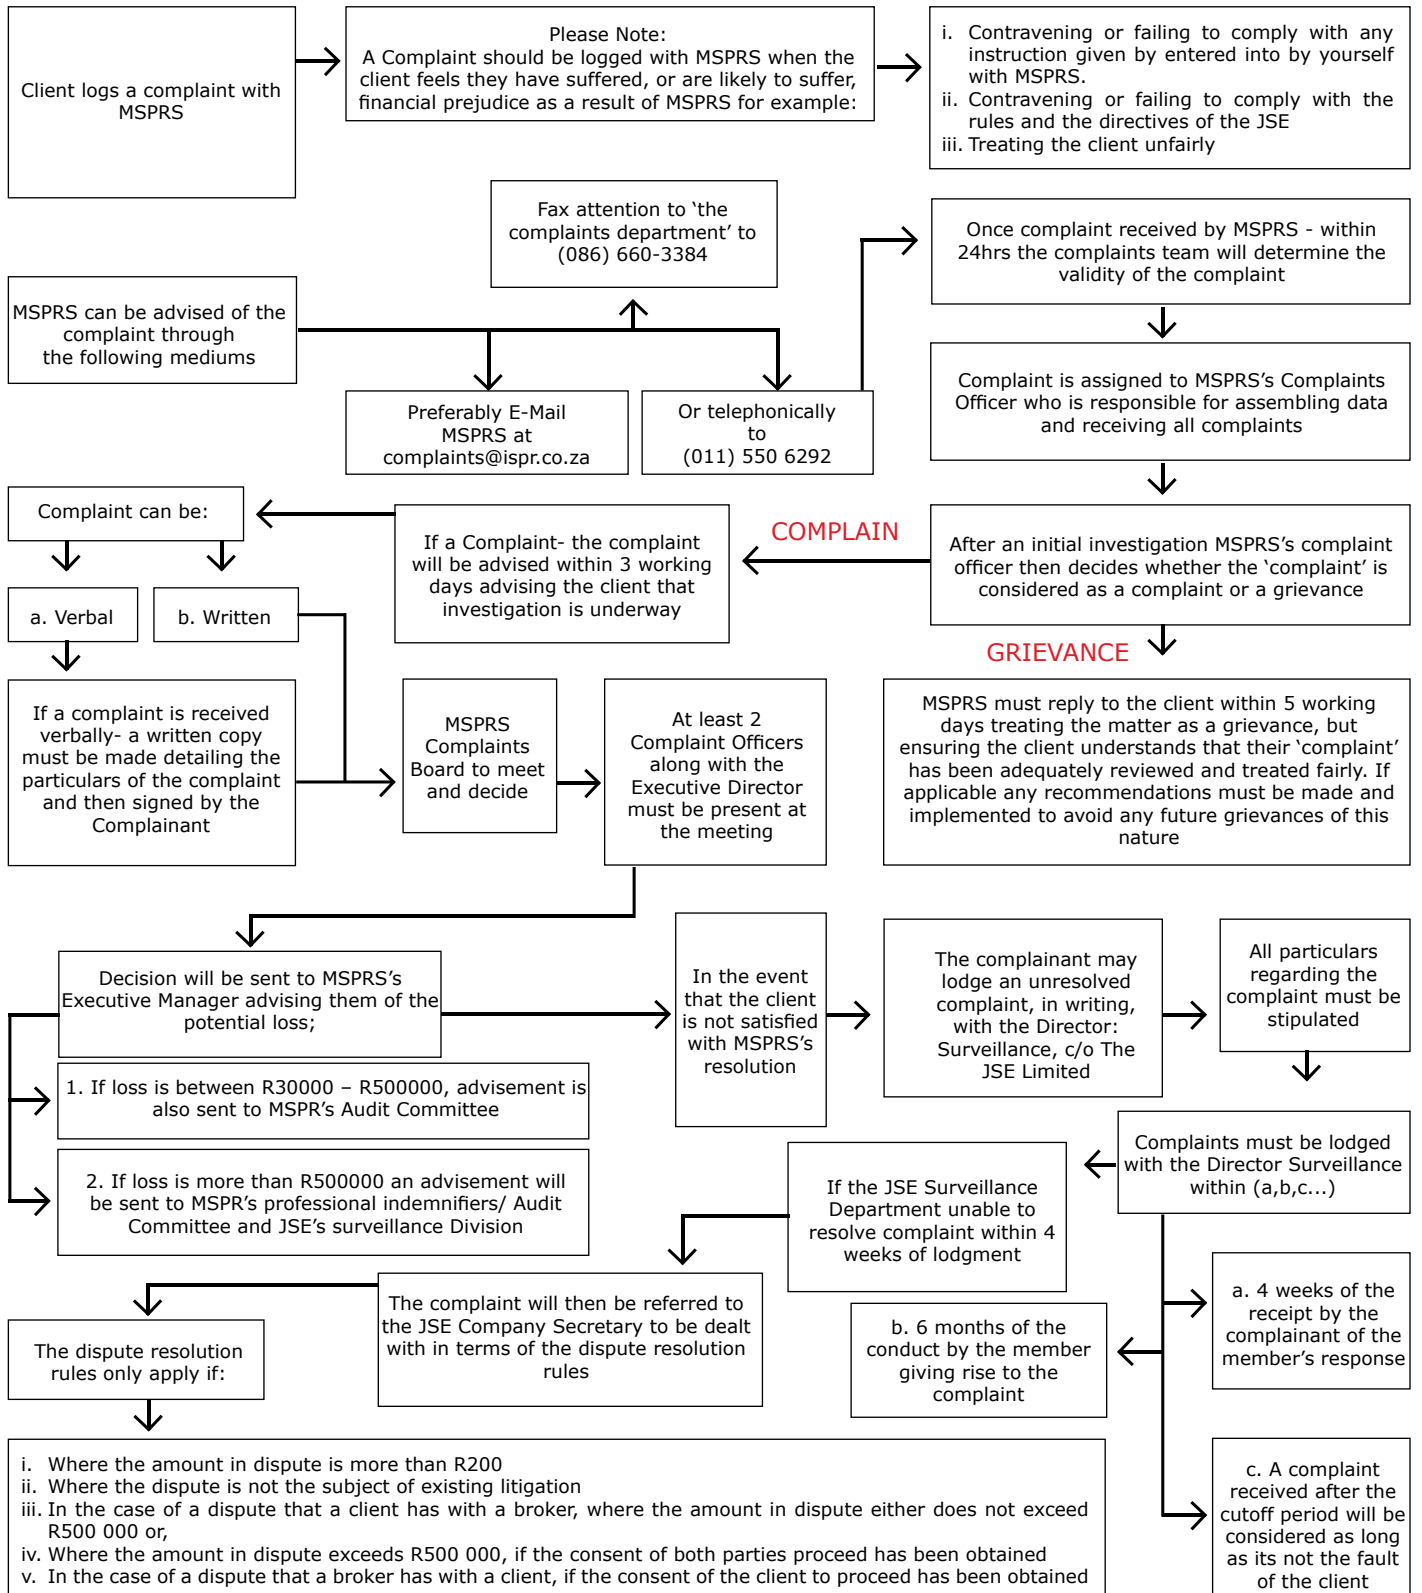 Client logs a complaint with
MSPRS
Please Note:
A Complaint should be logged with MSPRS when the
client feels they have suffered, or are likely to suffer,
financial prejudice as a result of MSPRS for example:
i. Contravening or failing to comply with any
instruction given by entered into by yourself
with MSPRS.
ii. Contravening or failing to comply with the
rules and the directives of the JSE
iii. Treating the client unfairly
MSPRS can be advised of the
complaint through
the following mediums
Fax attention to ‘the
complaints department’ to
(086) 660-3384
Preferably E-Mail
MSPRS at
complaints@ispr.co.za
Or telephonically
to
(011) 550 6292
Once complaint received by MSPRS - within
24hrs the complaints team will determine the
validity of the complaint
Complaint is assigned to MSPRS’s Complaints
Officer who is responsible for assembling data
and receiving all complaints
After an initial investigation MSPRS’s complaint
officer then decides whether the ‘complaint’ is
considered as a complaint or a grievance
COMPLAIN
If a Complaint- the complaint
will be advised within 3 working
days advising the client that
investigation is underway
GRIEVANCE
MSPRS must reply to the client within 5 working
days treating the matter as a grievance, but
ensuring the client understands that their ‘complaint’
has been adequately reviewed and treated fairly. If
applicable any recommendations must be made and
implemented to avoid any future grievances of this
nature
Complaint can be:
a. Verbal
b. Written
If a complaint is received
verbally- a written copy
must be made detailing the
particulars of the complaint
and then signed by the
Complainant
MSPRS
Complaints
Board to meet
and decide
At least 2
Complaint Officers
along with the
Executive Director
must be present at
the meeting
Decision will be sent to MSPRS’s
Executive Manager advising them of the
potential loss;
1. If loss is between R30000 – R500000, advisement is
also sent to MSPR’s Audit Committee
2. If loss is more than R500000 an advisement will
be sent to MSPR’s professional indemnifiers/ Audit
Committee and JSE’s surveillance Division
In the event
that the client
is not satisfied
with MSPRS’s
resolution
The complainant may
lodge an unresolved
complaint, in writing,
with the Director:
Surveillance, c/o The
JSE Limited
All particulars
regarding the
complaint must be
stipulated
Complaints must be lodged
with the Director Surveillance
within (a,b,c...)
a. 4 weeks of the
receipt by the
complainant of the
member’s response
b. 6 months of the
conduct by the member
giving rise to the
complaint
c. A complaint
received after the
cutoff period will be
considered as long
as its not the fault
of the client
If the JSE Surveillance
Department unable to
resolve complaint within 4
weeks of lodgment
The complaint will then be referred to
the JSE Company Secretary to be dealt
with in terms of the dispute resolution
rules
The dispute resolution
rules only apply if:
i. Where the amount in dispute is more than R200
ii. Where the dispute is not the subject of existing litigation
iii. In the case of a dispute that a client has with a broker, where the amount in dispute either does not exceed
R500 000 or,
iv. Where the amount in dispute exceeds R500 000, if the consent of both parties proceed has been obtained
v. In the case of a dispute that a broker has with a client, if the consent of the client to proceed has been obtained